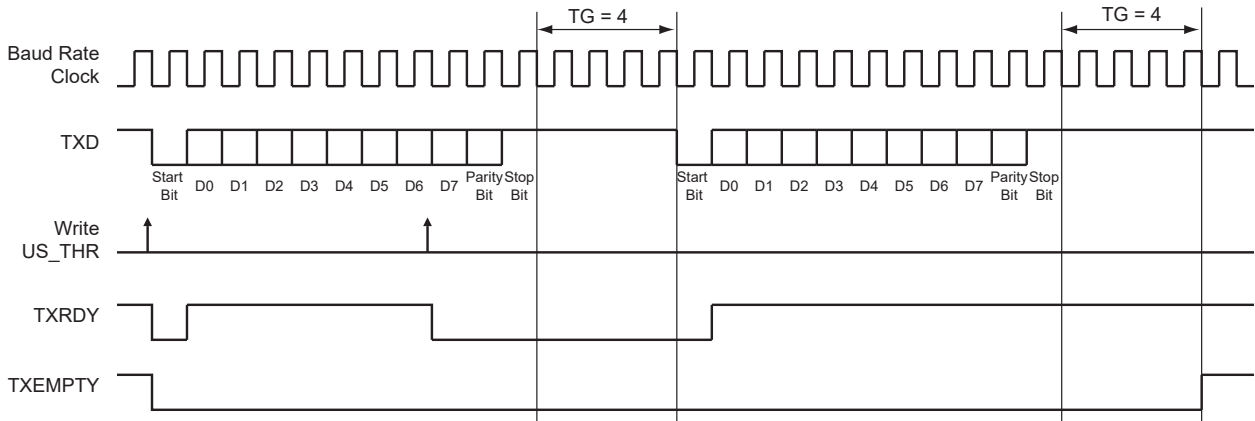 TG = 4
TG = 4
Baud Rate
Clock
TXD
Start
Bit
D0
D1
D2
D3
D4
D5
D6
D7
Parity
Bit
Stop
Bit
Start
Bit
D0
D1
D2
D3
D4
D5
D6
D7
Parity
Bit
Stop
Bit
Write
US_THR
TXRDY
TXEMPTY